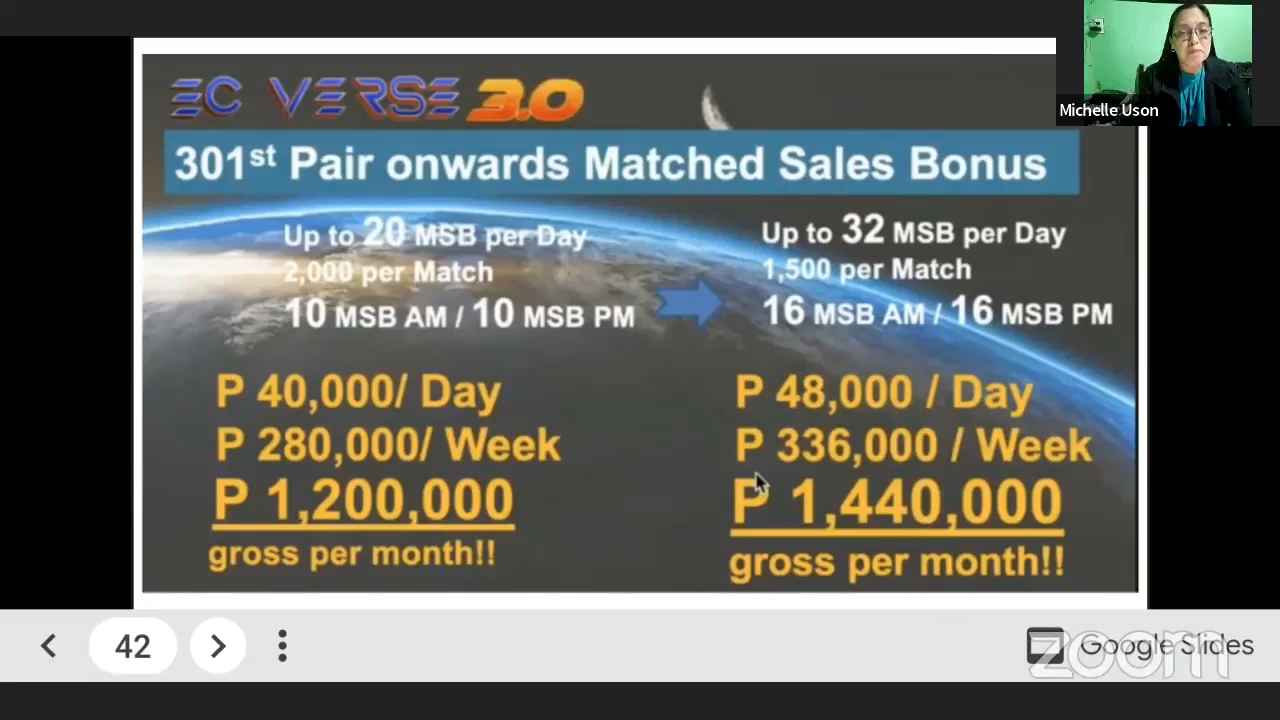 EC VERSE 3.0
301st Pair onwards Matched Sales Bonus
Up to 20 MSB per Day
2,000 per Match
10 MSB AM / 10 MSB PM
P 40,000/ Day
P 280,000/ Week
P 1,200,000
gross per month!!
Up to 32 MSB per Day
1,500 per Match
16 MSB AM / 16 MSB PM
P 48,000 / Day
P 336,000 / Week
P 1,440,000
gross per month!!
Michelle Uson
42
Google Slides
zoom